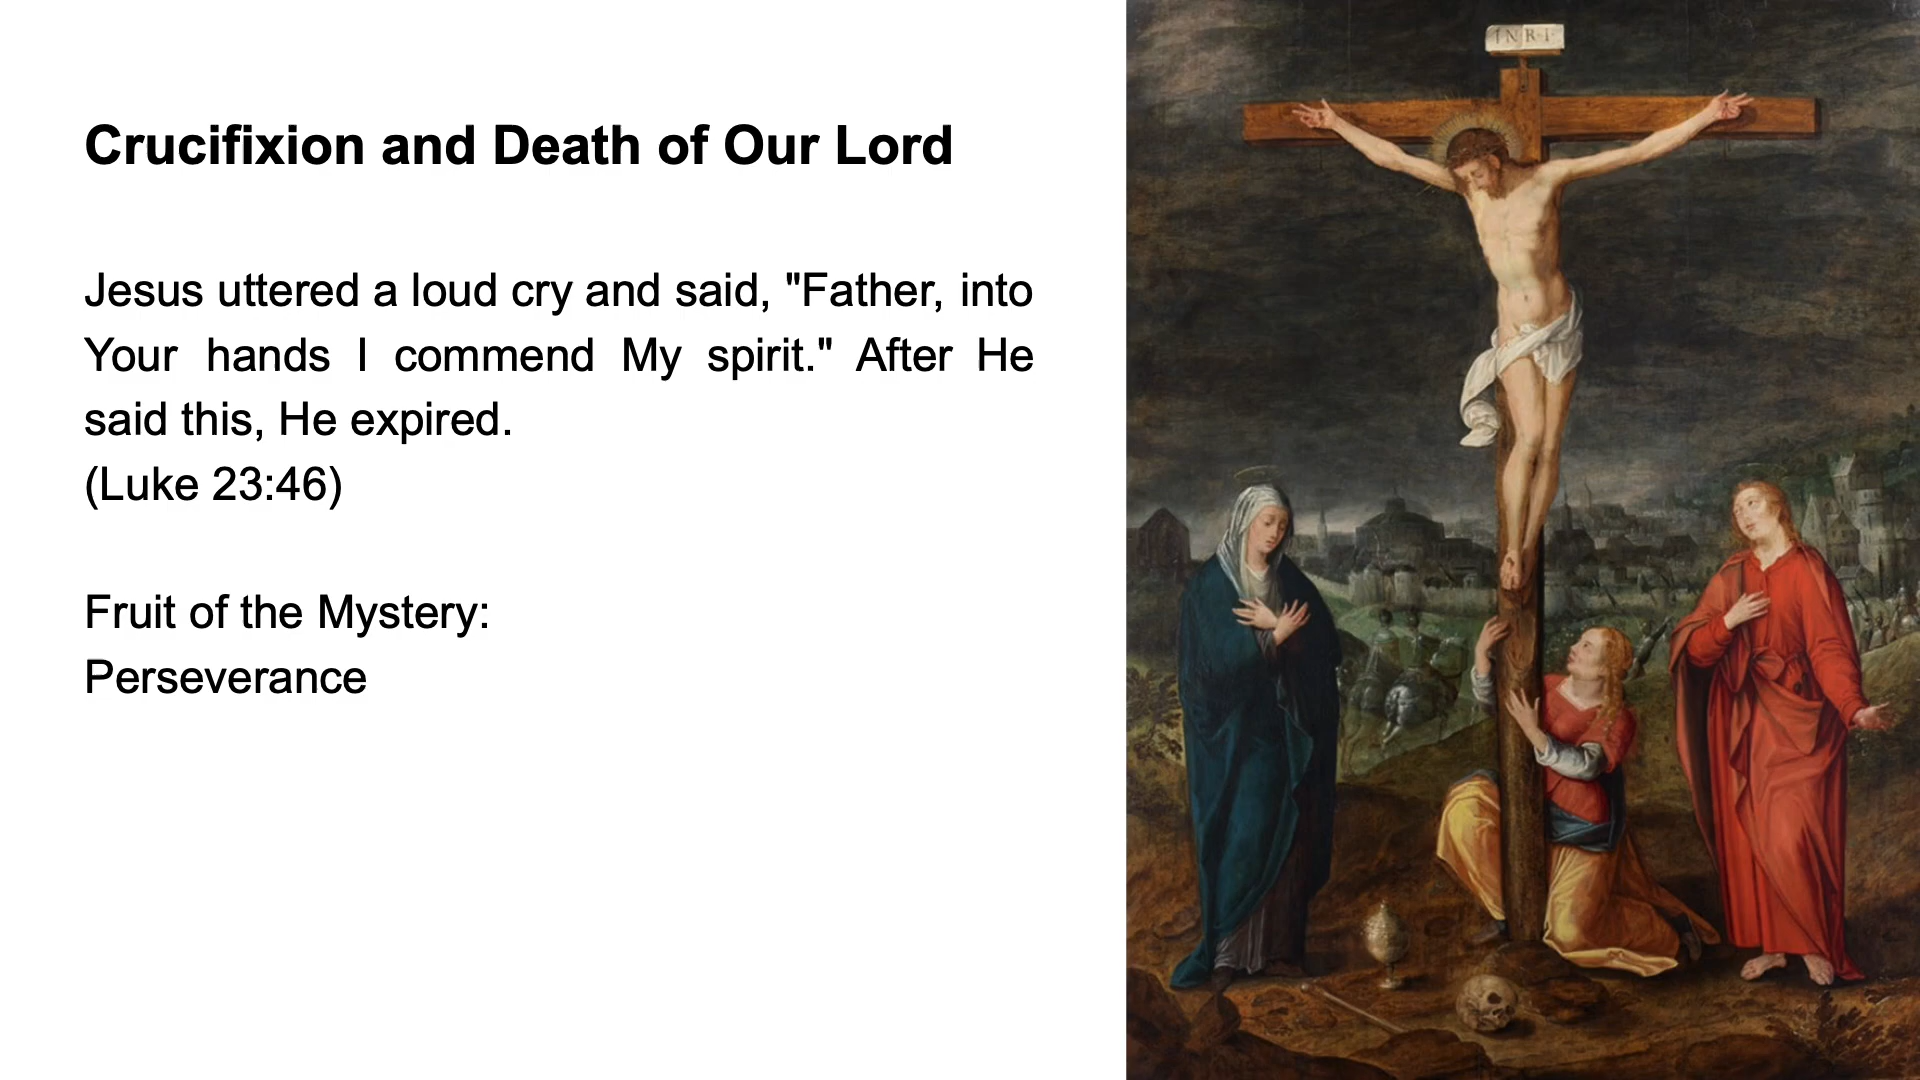 Crucifixion and Death of Our Lord
Jesus uttered a loud cry and said, "Father, into
Your hands I commend My spirit." After He
said this, He expired.
(Luke 23:46)
Fruit of the Mystery:
Perseverance
INRI